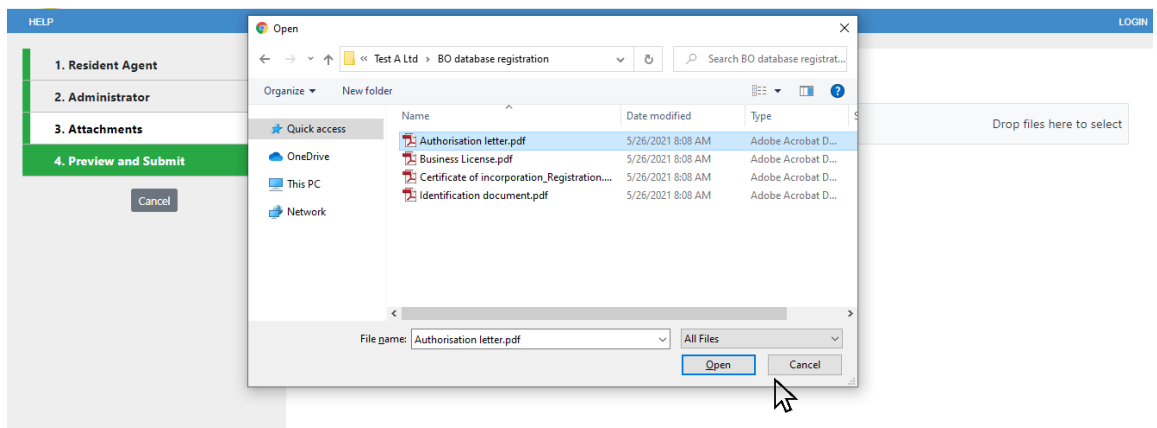 HELP
LOGIN
1. Resident Agent
2. Administrator
3. Attachments
4. Preview and Submit
Cancel
Open
« Test A Ltd › BO database registration
Search BO database registrat...
Organize
New folder
Name Date modified Type S
Quick access
OneDrive
This PC
Network
Authorisation letter.pdf 5/26/2021 8:08 AM Adobe Acrobat D...
Business License.pdf 5/26/2021 8:08 AM Adobe Acrobat D...
Certificate of incorporation_Registration.... 5/26/2021 8:08 AM Adobe Acrobat D...
Identification document.pdf 5/26/2021 8:08 AM Adobe Acrobat D...
File name: Authorisation letter.pdf
All Files
Open
Cancel
Drop files here to select